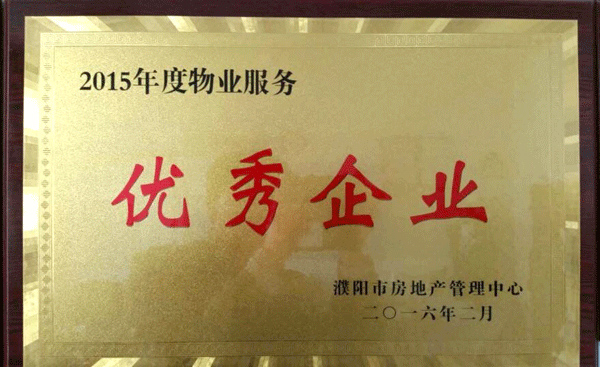 2015年度物业服务
优秀企业
濮阳市房地产管理中心
二〇一六年二月